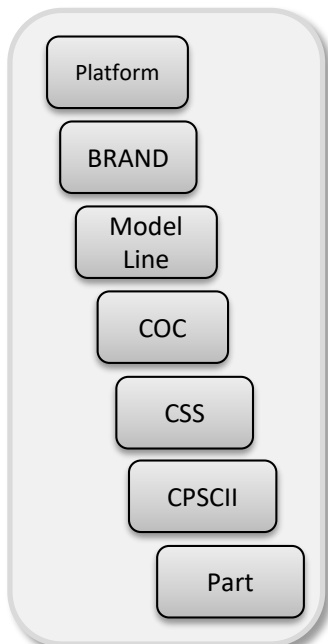 Platform
BRAND
Model
Line
COC
CSS
CPSCII
Part